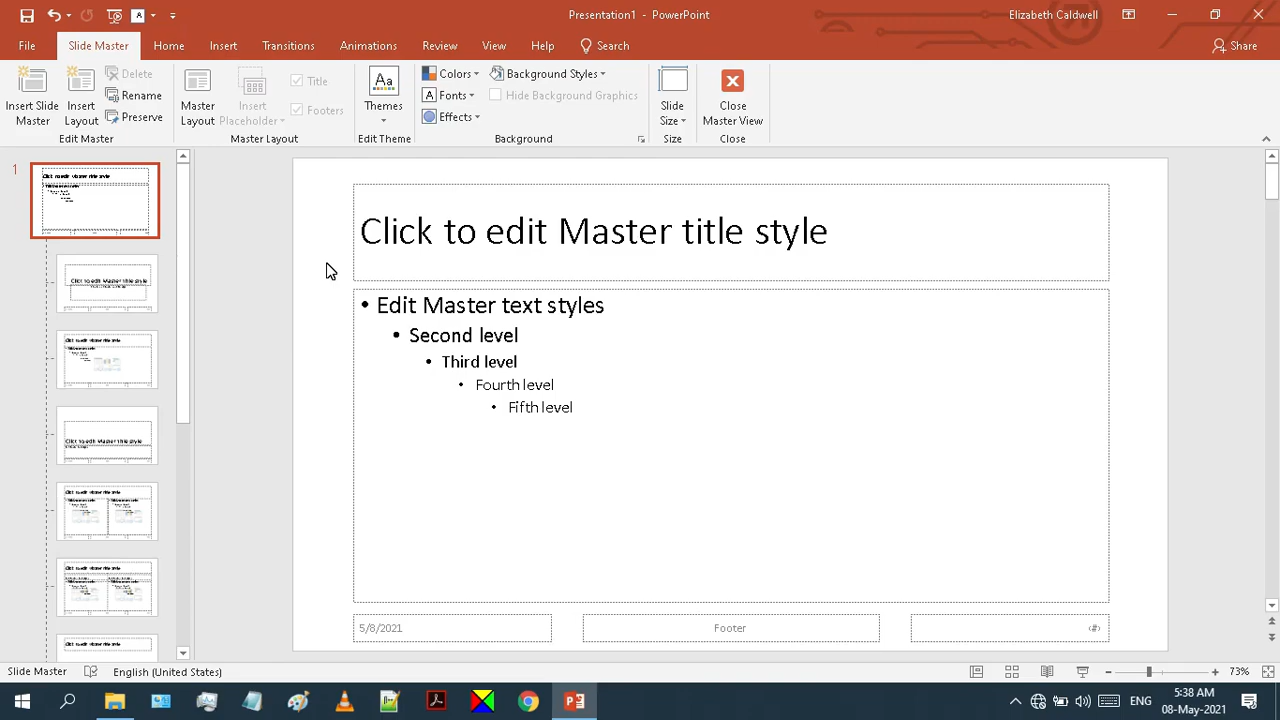 Presentation1 - PowerPoint
Elizabeth Caldwell
File Slide Master Home Insert Transitions Animations Review View Help Search Share
Insert Slide Master
Insert Layout
Delete
Rename
Preserve
Edit Master
Master Layout
Insert Placeholder
Title
Footers
Master Layout
Themes
Edit Theme
Colors
Fonts
Effects
Background Styles
Hide Background Graphics
Background
Slide Size
Size
Close Master View
Close
1
Click to edit Master title style
• Edit Master text styles
• Second level
• Third level
• Fourth level
• Fifth level
5/8/2021 Footer ‹#›
Slide Master English (United States) 73%
ENG
5:38 AM
08-May-2021